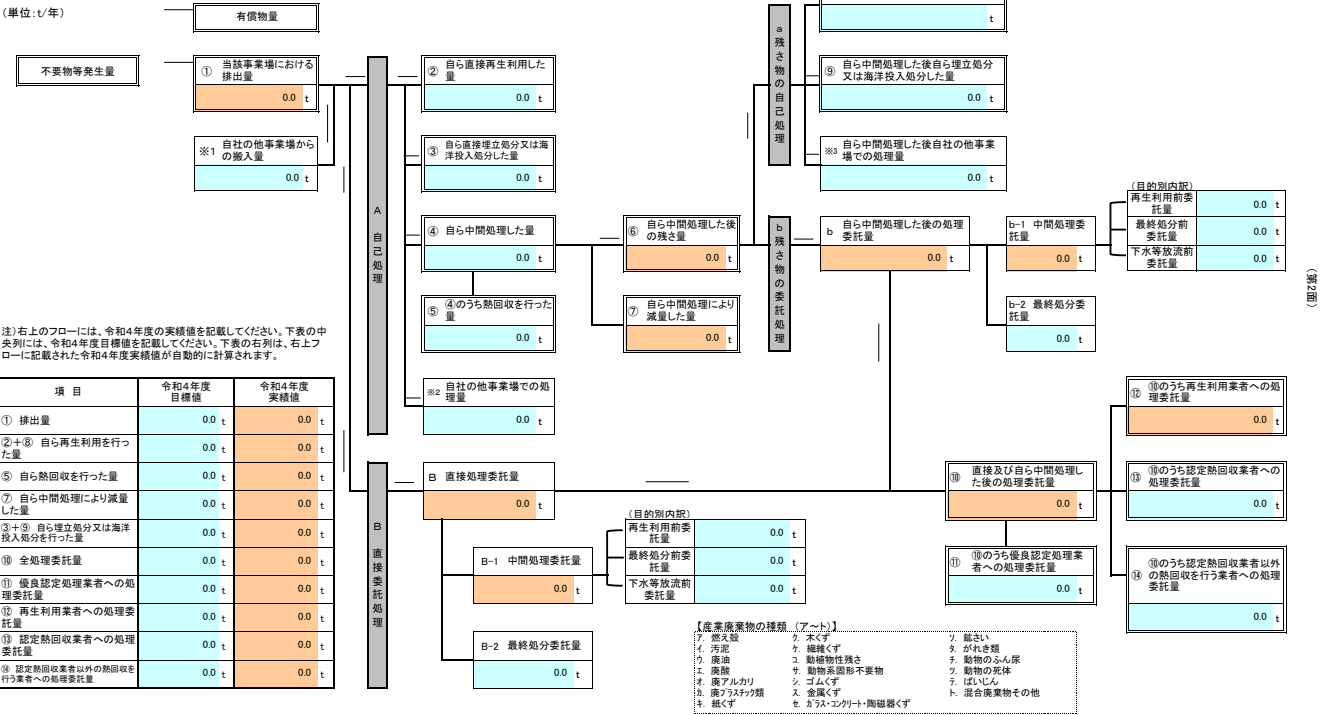 (単位:t/年)
有償物量
不要物等発生量
① 当該事業場における
排出量
0.0 t
※1 自社の他事業場から
の搬入量
0.0 t
A 自己処理
② 自ら直接再生利用した
量
0.0 t
③ 自ら直接埋立処分又は海
洋投入処分した量
0.0 t
④ 自ら中間処理した量
0.0 t
⑤ ④のうち熱回収を行った
量
0.0 t
※2 自社の他事業場での処
理量
0.0 t
⑥ 自ら中間処理した後
の残さ量
0.0 t
⑦ 自ら中間処理により
減量した量
0.0 t
a 残さ物の自己処理
t
⑨ 自ら中間処理した後自ら埋立処分
又は海洋投入処分した量
0.0 t
※3 自ら中間処理した後自社の他事業
場での処理量
0.0 t
b 残さ物の委託処理
b 自ら中間処理した後の処理
委託量
0.0 t
b-1 中間処理委
託量
0.0 t
b-2 最終処分委
託量
0.0 t
(目的別内訳)
再生利用前委
託量
0.0 t
最終処分前
委託量
0.0 t
下水等放流前
委託量
0.0 t
(第2面)
注)右上のフローには、令和4年度の実績値を記載してください。下表の中
央列には、令和4年度目標値を記載してください。下表の右列は、右上フ
ローに記載された令和4年度実績値が自動的に計算されます。
項 目
令和4年度
目標値
令和4年度
実績値
① 排出量
0.0 t 0.0 t
②+⑧ 自ら再生利用を行っ
た量
0.0 t 0.0 t
⑤ 自ら熱回収を行った量
0.0 t 0.0 t
⑦ 自ら中間処理により減量
した量
0.0 t 0.0 t
③+⑨ 自ら埋立処分又は海洋
投入処分を行った量
0.0 t 0.0 t
⑩ 全処理委託量
0.0 t 0.0 t
⑪ 優良認定処理業者への処
理委託量
0.0 t 0.0 t
⑫ 再生利用業者への処理委
託量
0.0 t 0.0 t
⑬ 認定熱回収業者への処理
委託量
0.0 t 0.0 t
⑭ 認定熱回収業者以外の熱回収を
行う業者への処理委託量
0.0 t 0.0 t
B 直接委託処理
B 直接処理委託量
0.0 t
B-1 中間処理委託量
0.0 t
B-2 最終処分委託量
0.0 t
(目的別内訳)
再生利用前委
託量
0.0 t
最終処分前委
託量
0.0 t
下水等放流前
委託量
0.0 t
⑩ 直接及び自ら中間処理し
た後の処理委託量
0.0 t
⑪ ⑩のうち優良認定処理業
者への処理委託量
0.0 t
⑫ ⑩のうち再生利用業者への処
理委託量
0.0 t
⑬ ⑩のうち認定熱回収業者への
処理委託量
0.0 t
⑭ ⑩のうち認定熱回収業者以外
の熱回収を行う業者への処理
委託量
0.0 t
【産業廃棄物の種類 (ア～ト)】
ア. 燃え殻
イ. 汚泥
ウ. 廃油
エ. 廃酸
オ. 廃アルカリ
カ. 廃プラスチック類
キ. 紙くず
ク. 木くず
ケ. 繊維くず
コ. 動植物性残さ
サ. 動物系固形不要物
シ. ゴムくず
ス. 金属くず
セ. ガラス・コンクリート・陶磁器くず
ソ. 鉱さい
タ. がれき類
チ. 動物のふん尿
ツ. 動物の死体
テ. ばいじん
ト. 混合廃棄物その他